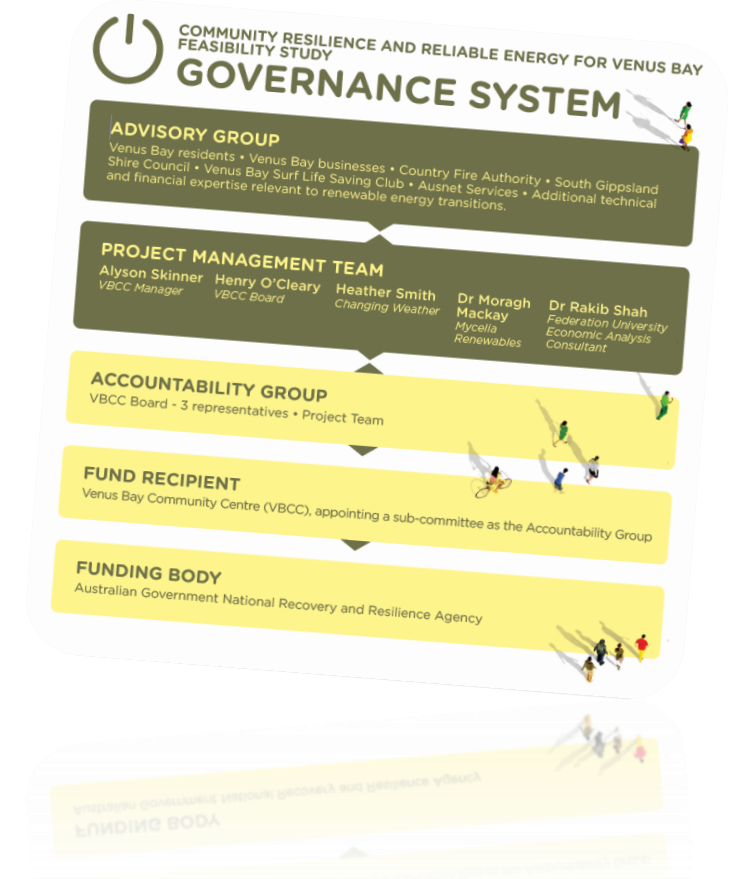 COMMUNITY RESILIENCE AND RELIABLE ENERGY FOR VENUS BAY
FEASIBILITY STUDY
GOVERNANCE SYSTEM
ADVISORY GROUP
Venus Bay residents • Venus Bay businesses • Country Fire Authority • South Gippsland
Shire Council • Venus Bay Surf Life Saving Club • Ausnet Services • Additional technical
and financial expertise relevant to renewable energy transitions.
PROJECT MANAGEMENT TEAM
Alyson Skinner
VBCC Manager
Henry O'Cleary
VBCC Board
Heather Smith
Changing Weather
Dr Moragh
Mackay
Mycelia
Renewables
Dr Rakib Shah
Federation University
Economic Analysis
Consultant
ACCOUNTABILITY GROUP
VBCC Board - 3 representatives • Project Team
FUND RECIPIENT
Venus Bay Community Centre (VBCC), appointing a sub-committee as the Accountability Group
FUNDING BODY
Australian Government National Recovery and Resilience Agency